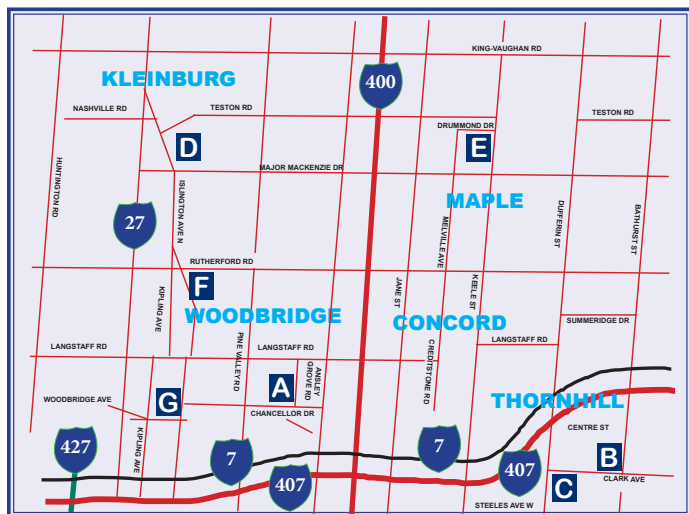 KING-VAUGHAN RD
KLEINBURG
400
NASHVILLE RD
TESTON RD
TESTON RD
DRUMMOND DR
D
E
MAJOR MACKENZIE DR
HUNTINGTON RD
ISLINGTON AVE N
MAPLE
27
MELVILLE AVE
DUFFERIN ST
BATHURST ST
RUTHERFORD RD
F
KIPLING AVE
JANE ST
KEELE ST
WOODBRIDGE
CONCORD
SUMMERIDGE DR
LANGSTAFF RD
PINE VALLEY RD
LANGSTAFF RD
ANSLEY
GROVE RD
CREDITSTONE RD
LANGSTAFF RD
A
WOODBRIDGE AVE
G
CHANCELLOR DR
THORNHILL
KIPLING AVE
CENTRE ST
427
7
7
407
407
B
CLARK AVE
C
STEELES AVE W